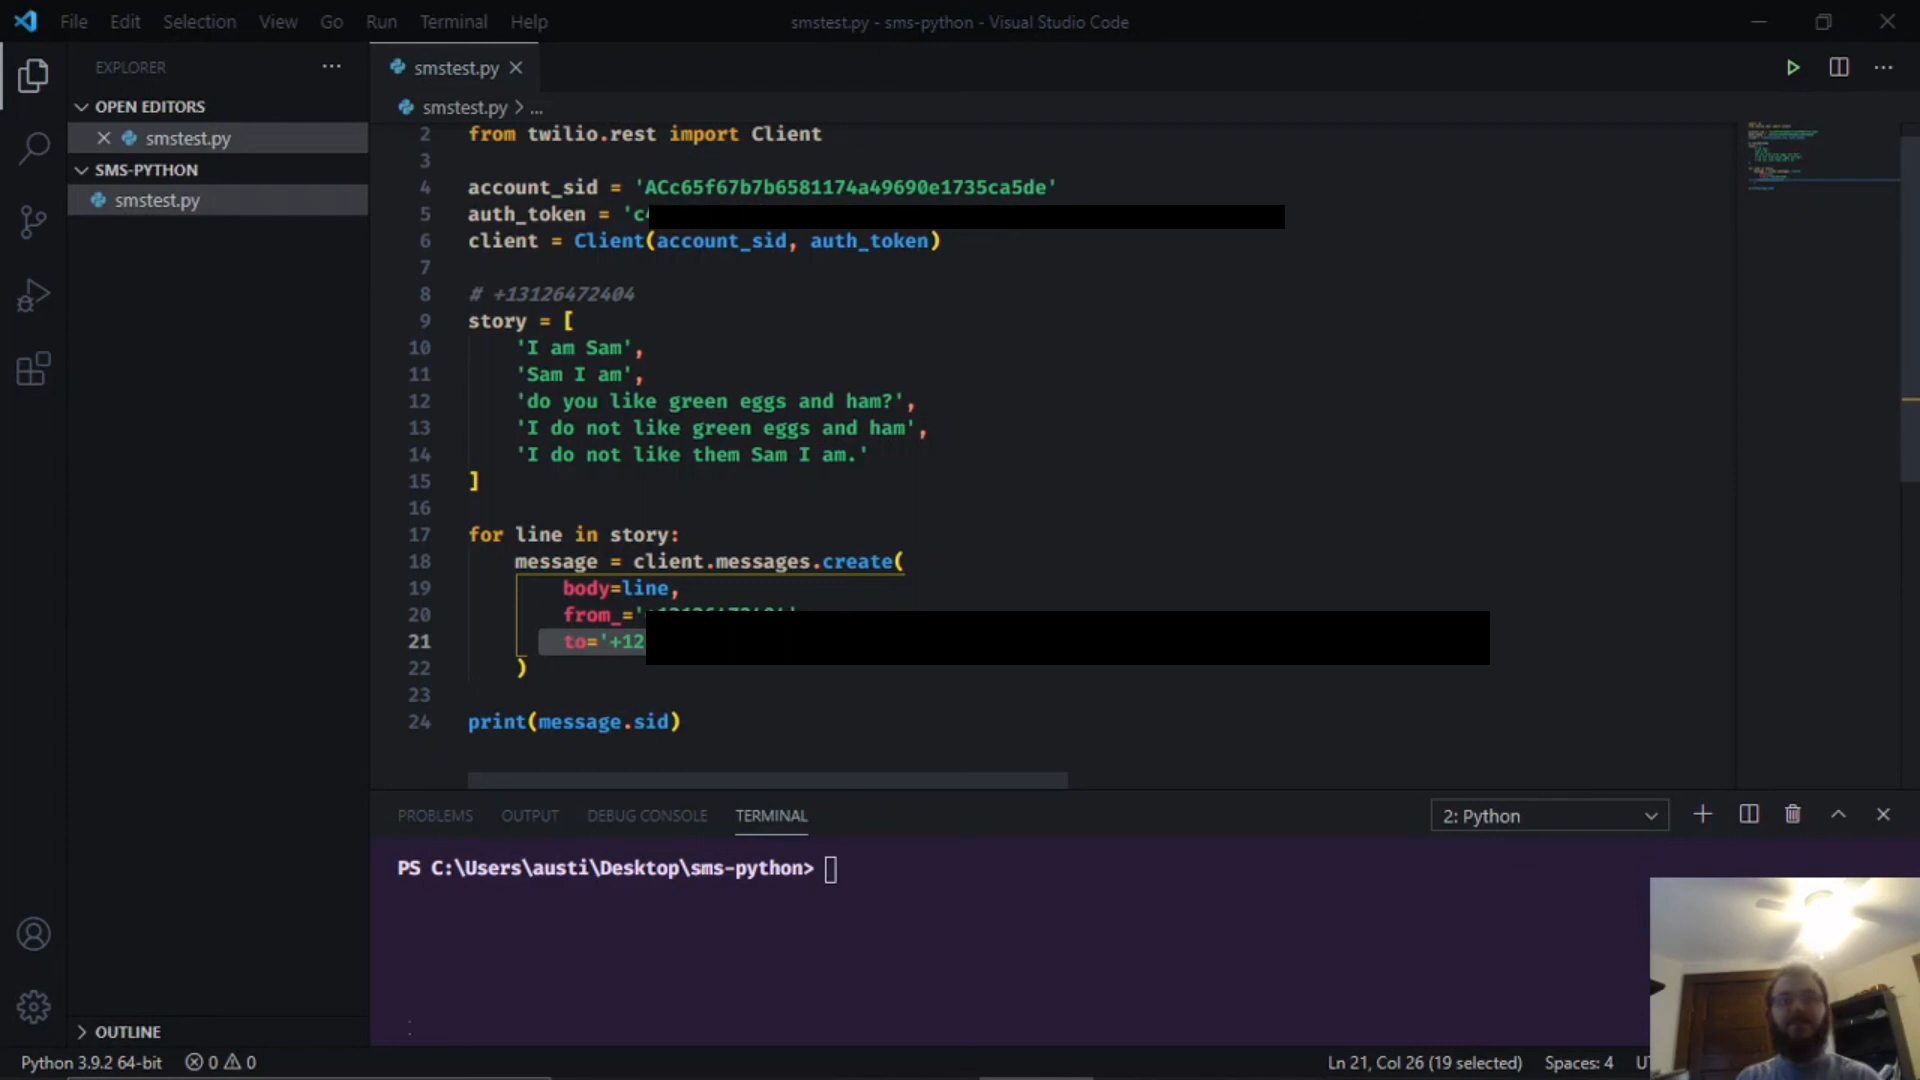 File Edit Selection View Go Run Terminal Help
smstest.py - sms-python - Visual Studio Code
EXPLORER
OPEN EDITORS
smstest.py
SMS-PYTHON
smstest.py
OUTLINE
smstest.py
smstest.py > ...
2 from twilio.rest import Client
3
4 account_sid = 'ACc65f67b7b6581174a49690e1735ca5de'
5 auth_token = 'c
6 client = Client(account_sid, auth_token)
7
8 # +13126472404
9 story = [
10 'I am Sam',
11 'Sam I am',
12 'do you like green eggs and ham?',
13 'I do not like green eggs and ham',
14 'I do not like them Sam I am.'
15 ]
16
17 for line in story:
18 message = client.messages.create(
19 body=line,
20 from_='
21 to='+12
22 )
23
24 print(message.sid)
PROBLEMS OUTPUT DEBUG CONSOLE TERMINAL
2: Python
PS C:\Users\austi\Desktop\sms-python>
Python 3.9.2 64-bit 0 0
Ln 21, Col 26 (19 selected) Spaces: 4